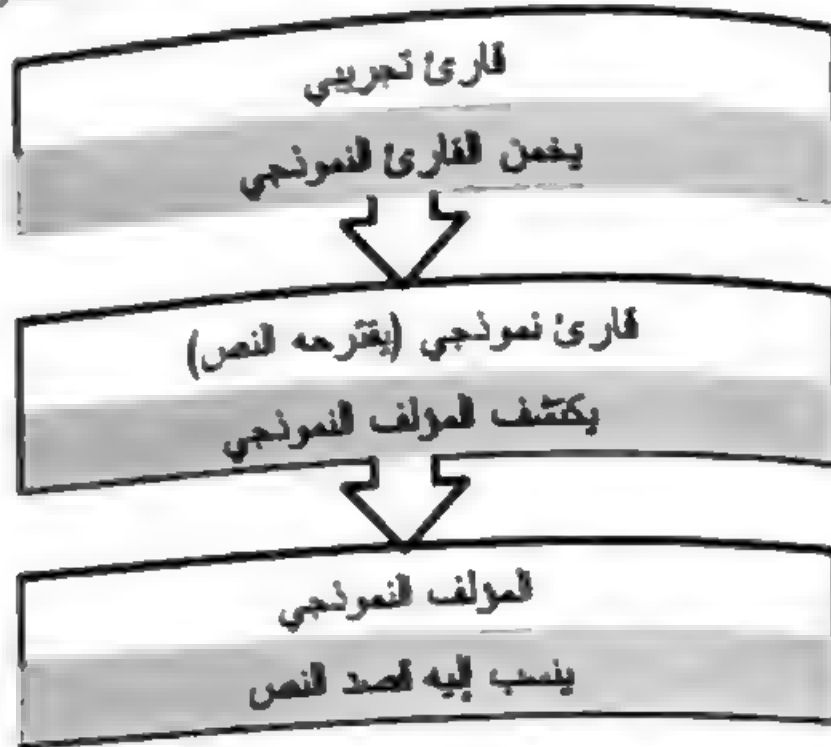 قارئ تجريبي
يخمن القارئ النموذجي
قارئ نموذجي (يقترحه النص)
يكتشف المؤلف النموذجي
المؤلف النموذجي
ينسب إليه قصد النص